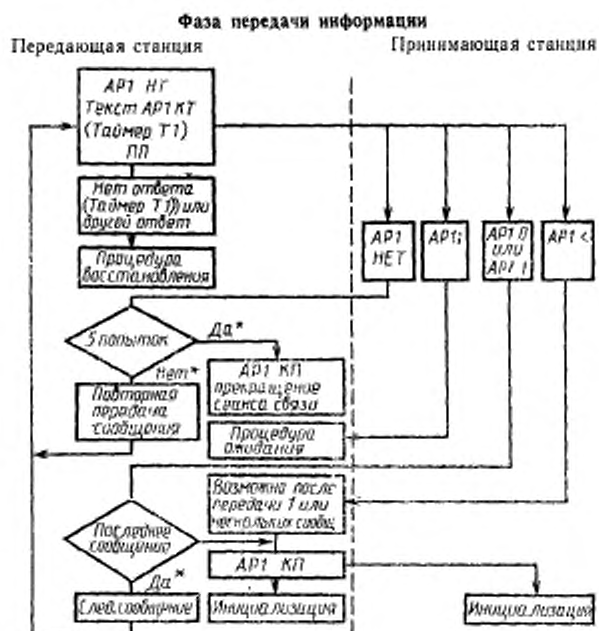 Фаза передачи информации
Передающая станция
Принимающая станция
АР1 НТ
Текст АР1 КТ
(Таймер Т1)
ПП
Нет ответа
(Таймер Т1) или
другой ответ
Процедура
восстановления
АР1
НЕТ
АР1;
АР1 0
или
АР1 1
АР1 <
5 попыток
Да*
Нет*
АР1 КП
прекращение
сеанса связи
Повторная
передача
сообщения
Процедура
ожидания
Возможно после
передачи 1 или
нескольких сообщ.
Последнее
сообщение
АР1 КП
Да*
След. сообщение
Инициализация
Инициализация